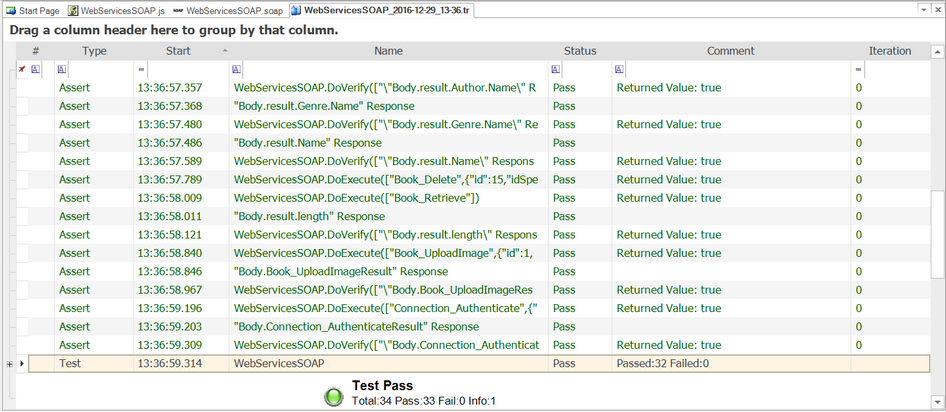 Start Page WebServicesSOAP.js WebServicesSOAP.soap WebServicesSOAP_2016-12-29_13-36.tr
Drag a column header here to group by that column.
# Type Start Name Status Comment Iteration
A A = A A A =
Assert 13:36:57.357 WebServicesSOAP.DoVerify(["\"Body.result.Author.Name\" R Pass Returned Value: true 0
Assert 13:36:57.368 "Body.result.Genre.Name" Response Pass 0
Assert 13:36:57.480 WebServicesSOAP.DoVerify(["\"Body.result.Genre.Name\" Re Pass Returned Value: true 0
Assert 13:36:57.486 "Body.result.Name" Response Pass 0
Assert 13:36:57.589 WebServicesSOAP.DoVerify(["\"Body.result.Name\" Respons Pass Returned Value: true 0
Assert 13:36:57.789 WebServicesSOAP.DoExecute(["Book_Delete",{"id":15,"idSpe Pass Returned Value: true 0
Assert 13:36:58.009 WebServicesSOAP.DoExecute(["Book_Retrieve"]) Pass Returned Value: true 0
Assert 13:36:58.011 "Body.result.length" Response Pass 0
Assert 13:36:58.121 WebServicesSOAP.DoVerify(["\"Body.result.length\" Respons Pass Returned Value: true 0
Assert 13:36:58.840 WebServicesSOAP.DoExecute(["Book_UploadImage",{"id":1, Pass Returned Value: true 0
Assert 13:36:58.846 "Body.Book_UploadImageResult" Response Pass 0
Assert 13:36:58.967 WebServicesSOAP.DoVerify(["\"Body.Book_UploadImageRes Pass Returned Value: true 0
Assert 13:36:59.196 WebServicesSOAP.DoExecute(["Connection_Authenticate",{" Pass Returned Value: true 0
Assert 13:36:59.203 "Body.Connection_AuthenticateResult" Response Pass 0
Assert 13:36:59.309 WebServicesSOAP.DoVerify(["\"Body.Connection_Authenticat Pass Returned Value: true 0
Test 13:36:59.314 WebServicesSOAP Pass Passed:32 Failed:0
Test Pass
Total:34 Pass:33 Fail:0 Info:1